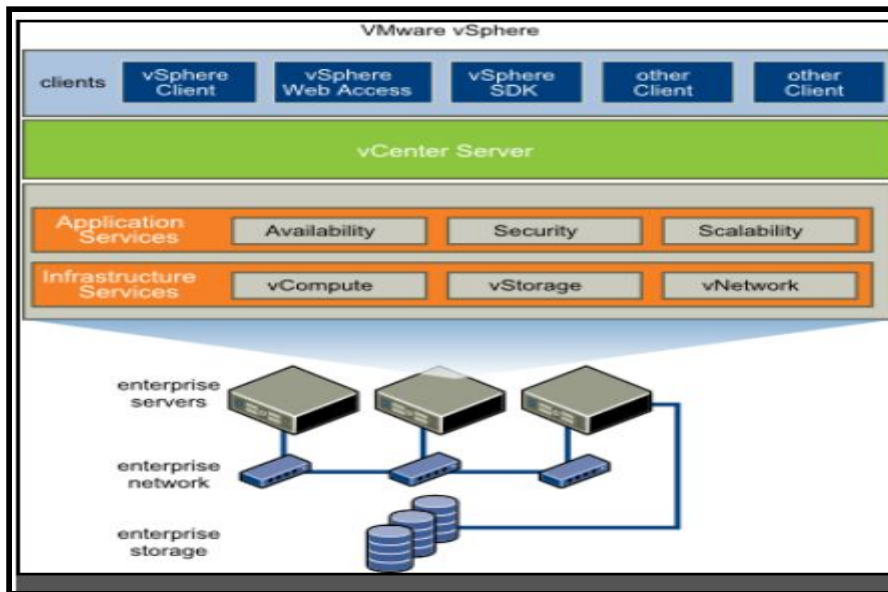 VMware vSphere
clients
vSphere
Client
vSphere
Web Access
vSphere
SDK
other
Client
other
Client
vCenter Server
Application
Services
Availability
Security
Scalability
Infrastructure
Services
vCompute
vStorage
vNetwork
enterprise
servers
enterprise
network
enterprise
storage